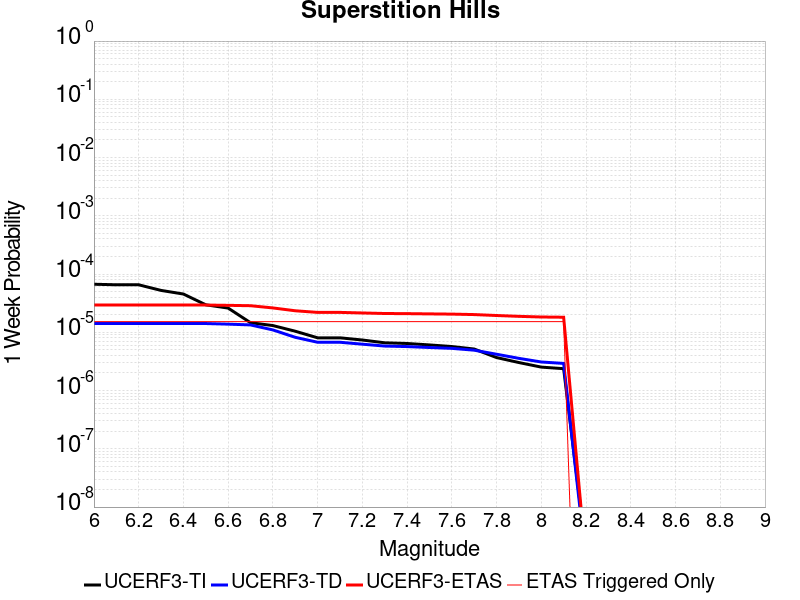 Superstition Hills
10^0
10^-1
10^-2
10^-3
10^-4
10^-5
10^-6
10^-7
10^-8
1 Week Probability
6 6.2 6.4 6.6 6.8 7 7.2 7.4 7.6 7.8 8 8.2 8.4 8.6 8.8 9
Magnitude
UCERF3-TI UCERF3-TD UCERF3-ETAS ETAS Triggered Only